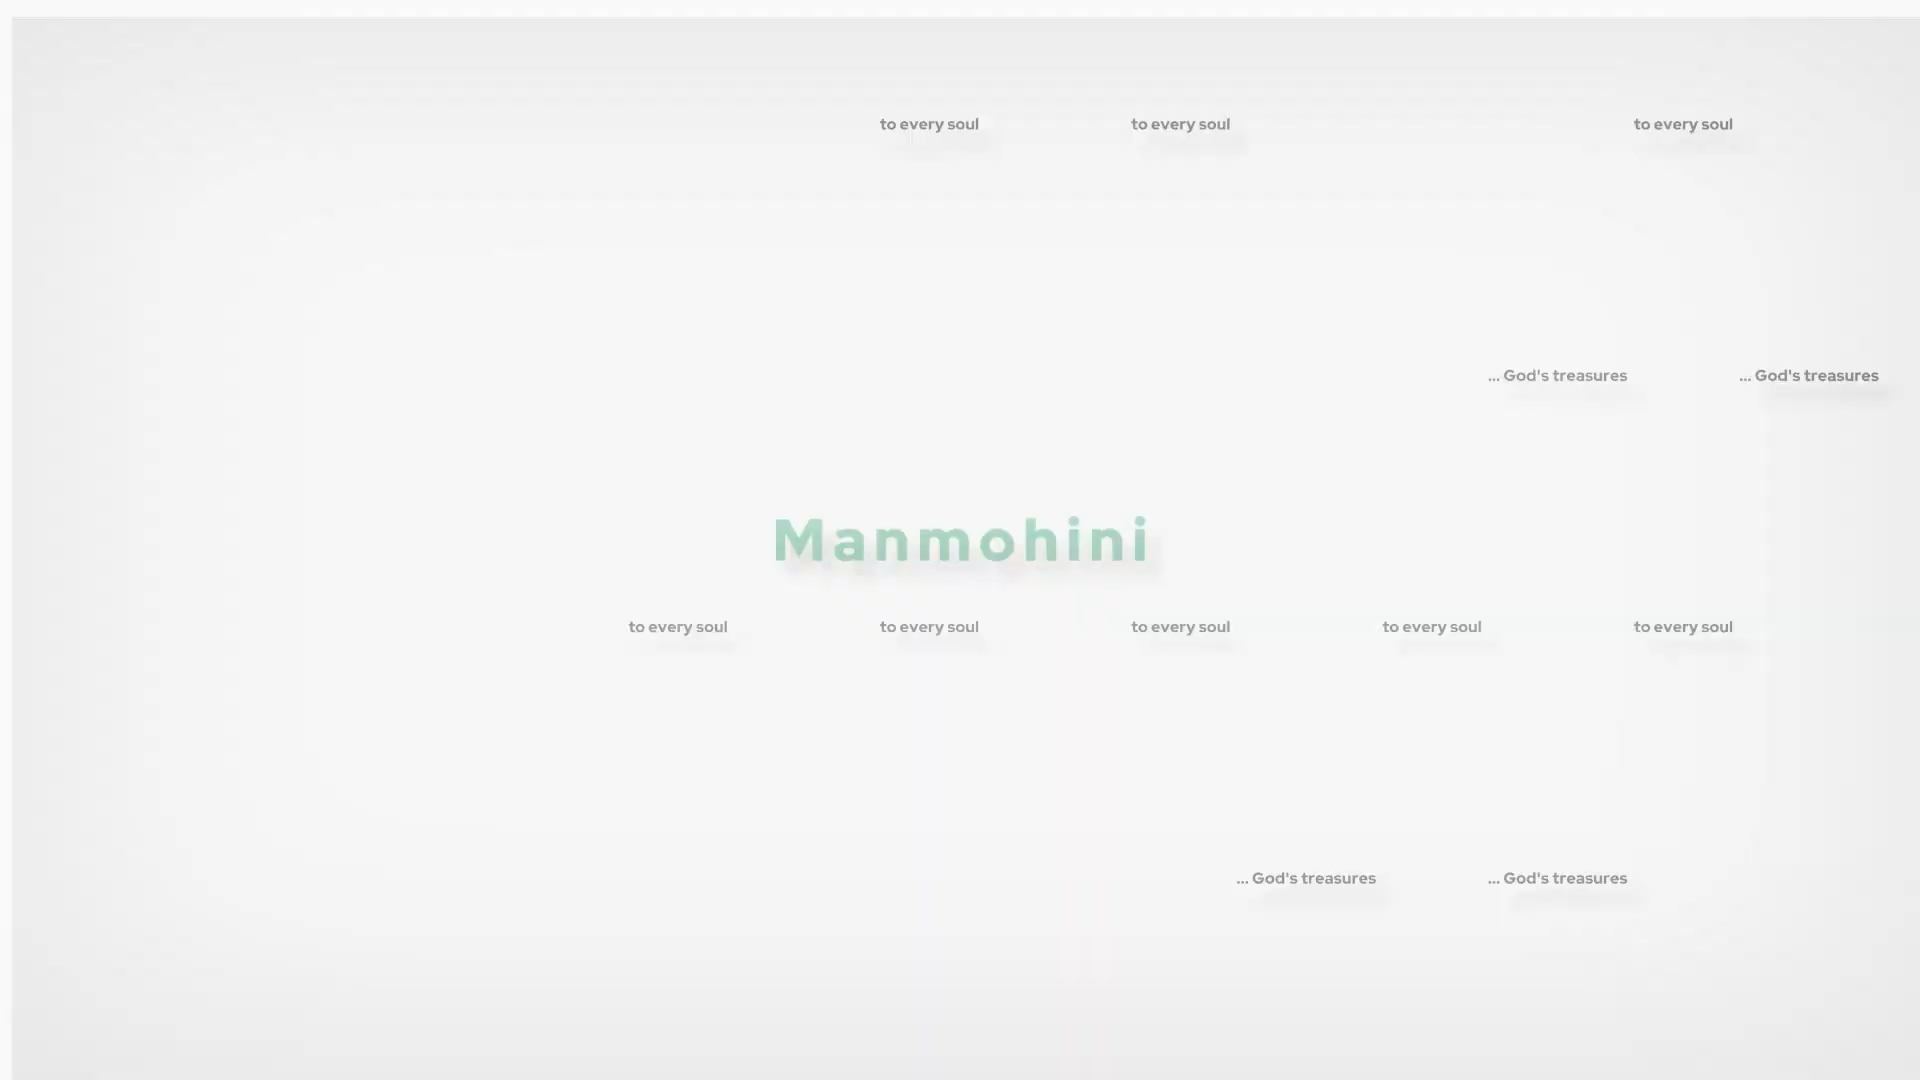 to every soul to every soul to every soul
... God's treasures ... God's treasures
Manmohini
to every soul to every soul to every soul to every soul to every soul
... God's treasures ... God's treasures